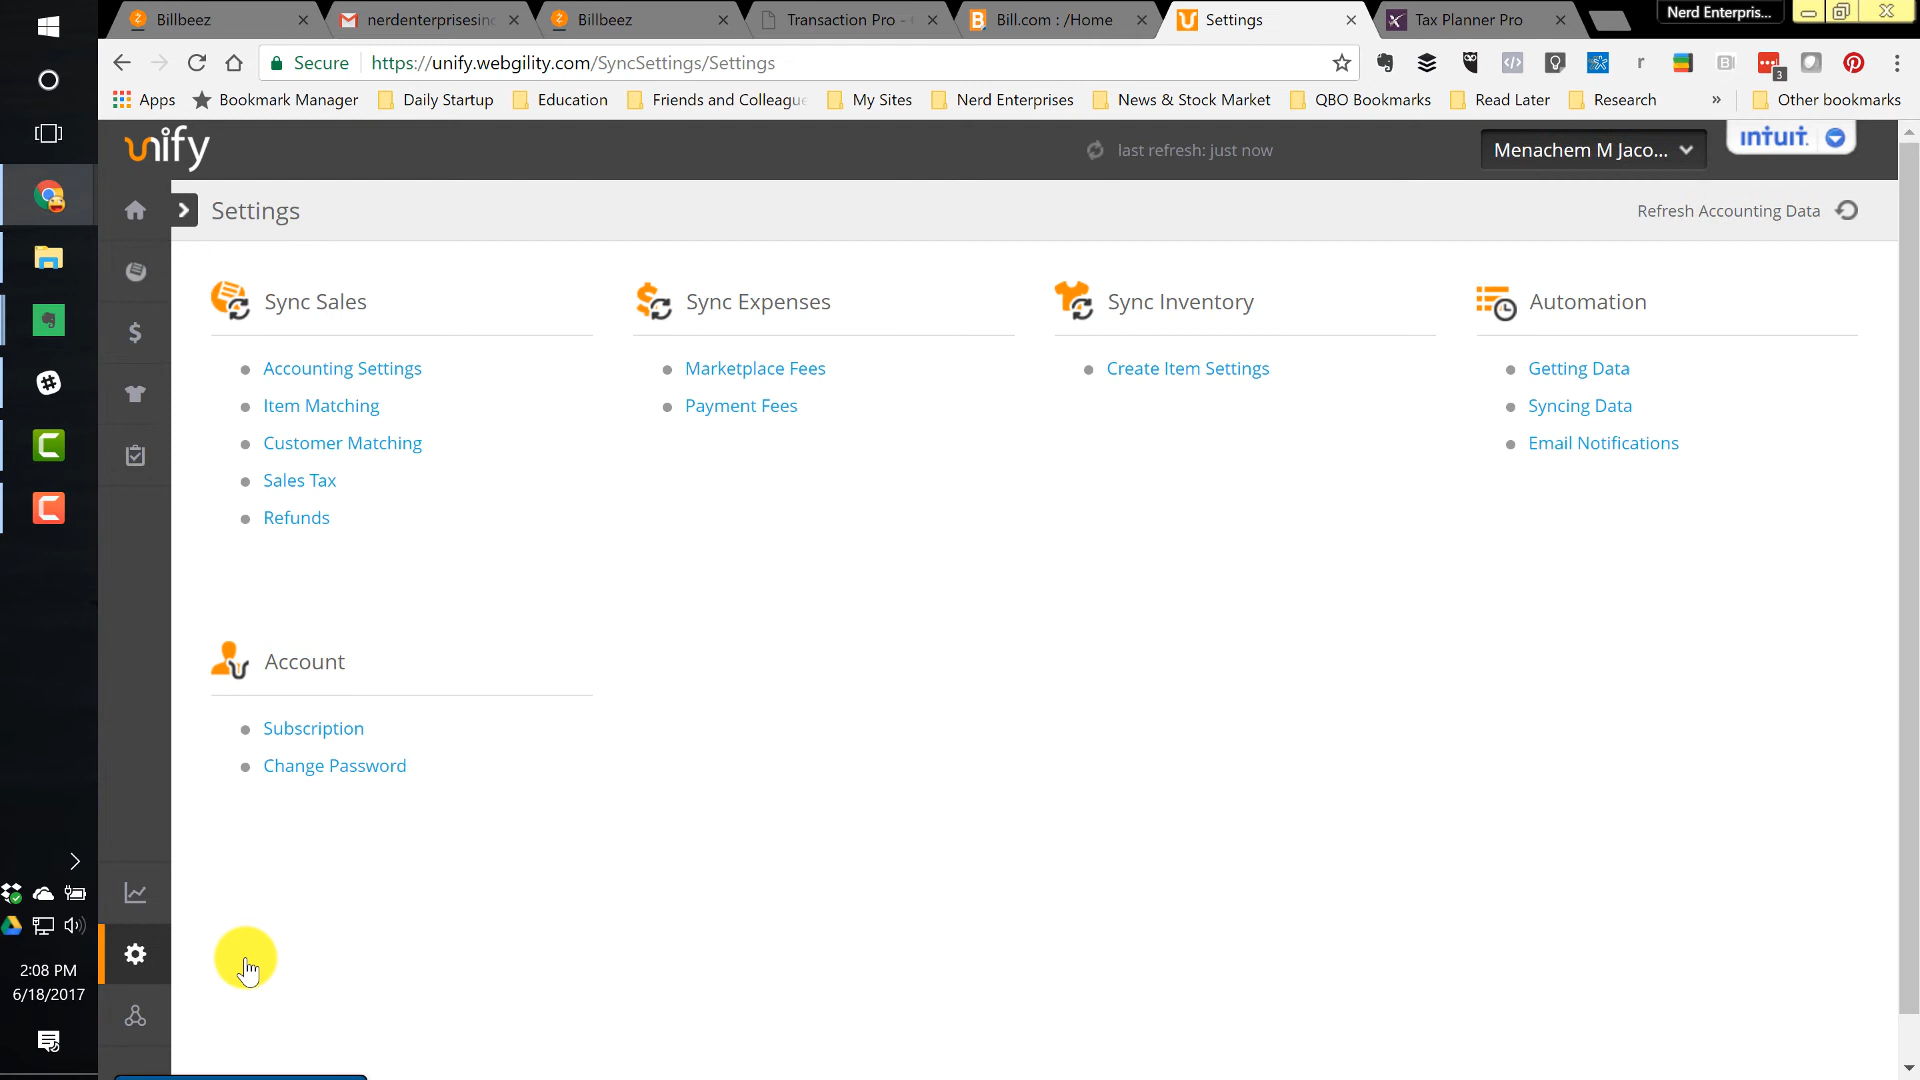 Billbeez
nerdenterprisesinc
Billbeez
Transaction Pro -
Bill.com : /Home
Settings
Tax Planner Pro
Nerd Enterpris...
Secure
https://unify.webgility.com/SyncSettings/Settings
3
Apps
Bookmark Manager
Daily Startup
Education
Friends and Colleagu
My Sites
Nerd Enterprises
News & Stock Market
QBO Bookmarks
Read Later
Research
»
Other bookmarks
unify
last refresh: just now
Menachem M Jaco...
intuit.
Settings
Refresh Accounting Data
Sync Sales
Accounting Settings
Item Matching
Customer Matching
Sales Tax
Refunds
Sync Expenses
Marketplace Fees
Payment Fees
Sync Inventory
Create Item Settings
Automation
Getting Data
Syncing Data
Email Notifications
Account
Subscription
Change Password
2:08 PM
6/18/2017